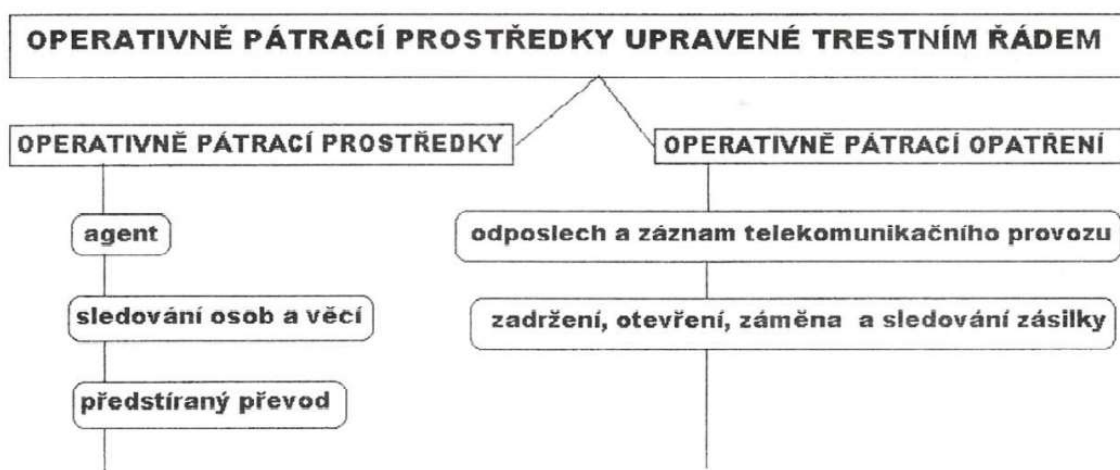 OPERATIVNĚ PÁTRACÍ PROSTŘEDKY UPRAVENÉ TRESTNÍM ŘÁDEM
OPERATIVNĚ PÁTRACÍ PROSTŘEDKY
agent
sledování osob a věcí
předstíraný převod
OPERATIVNĚ PÁTRACÍ OPATŘENÍ
odposlech a záznam telekomunikačního provozu
zadržení, otevření, záměna a sledování zásilky